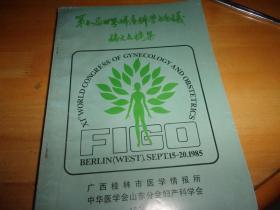 第十一届世界妇产科学会议
论文文摘集
XI WORLD CONGRESS OF GYNECOLOGY AND OBSTETRICS
FIGO
BERLIN (WEST). SEPT. 15-20.1985
广西桂林市医学情报所
中华医学会山东分会妇产科学会